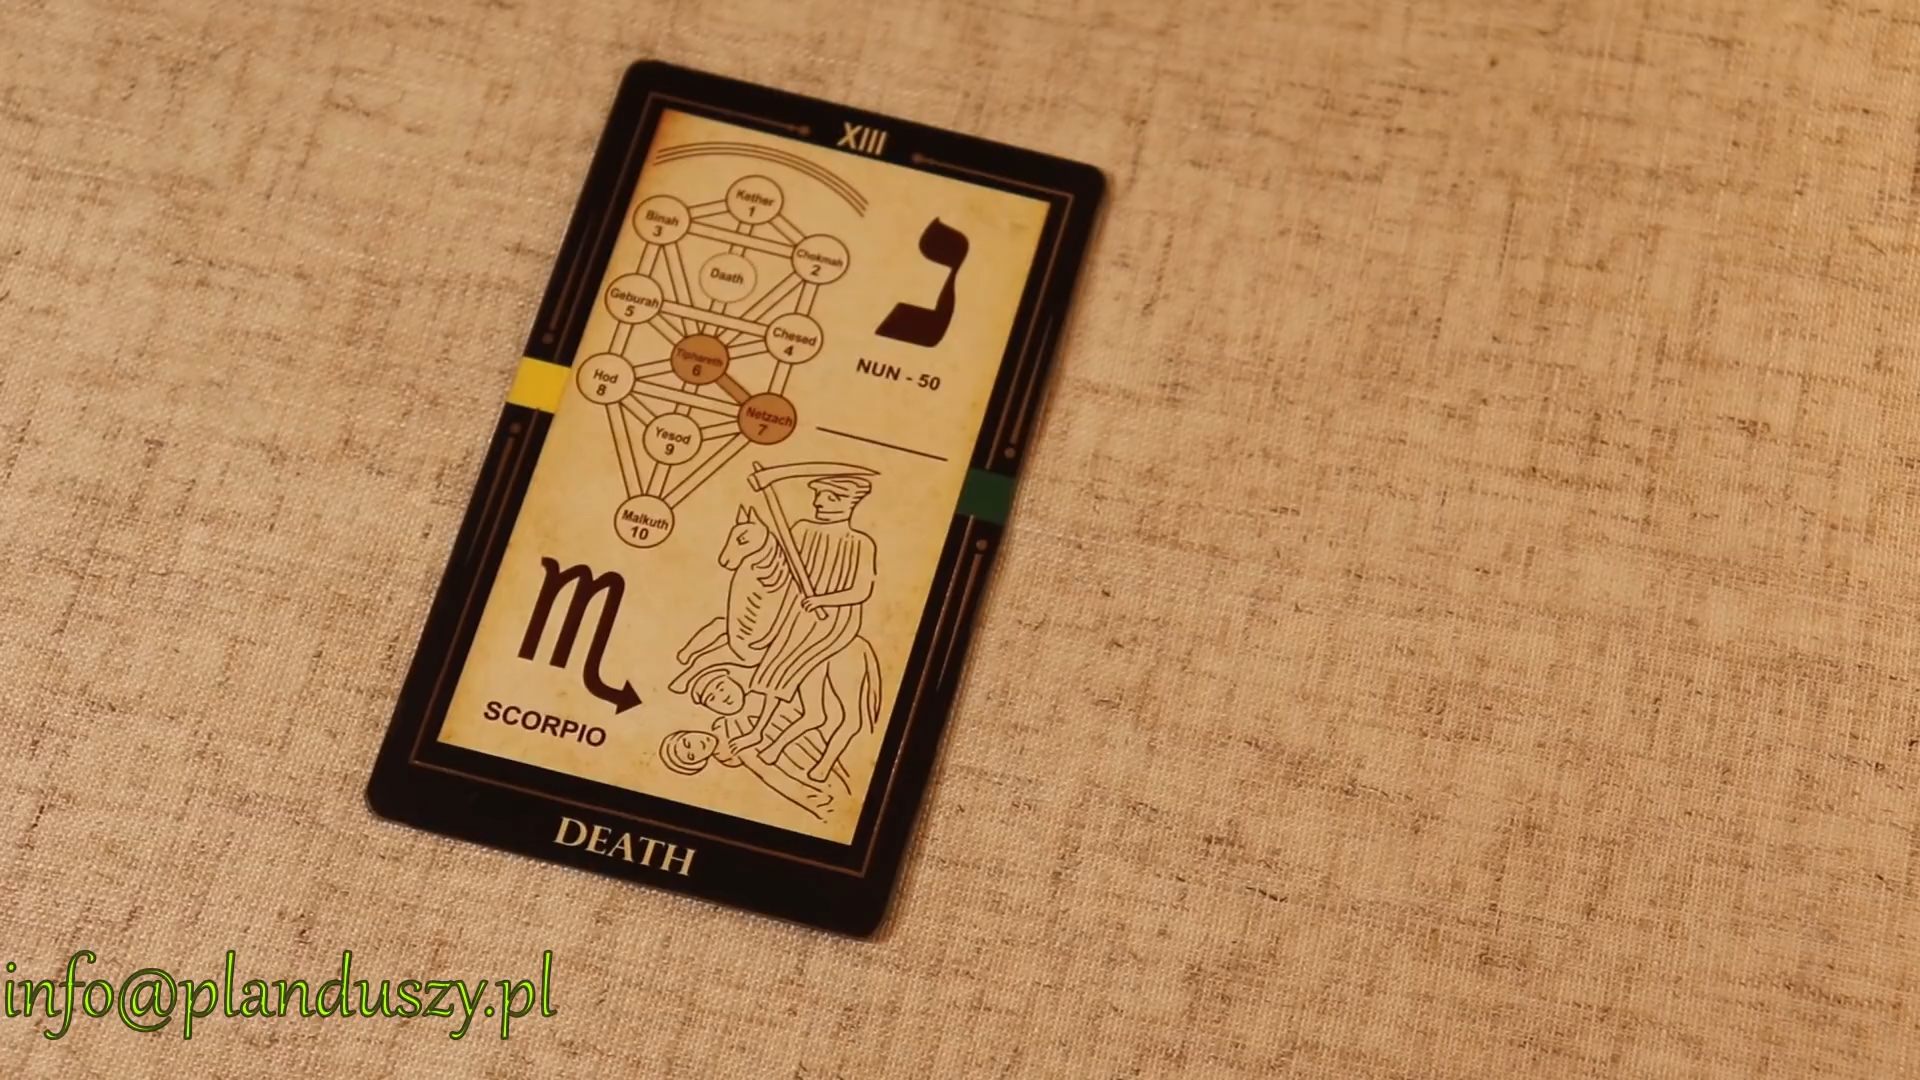 XIII
Kether
1
Binah
3
Chokmah
2
Daath
Geburah
5
Chesed
4
Tiphareth
6
Hod
8
Netzach
7
Yesod
9
Malkuth
10
נ
NUN - 50
SCORPIO
DEATH
info@planduszy.pl